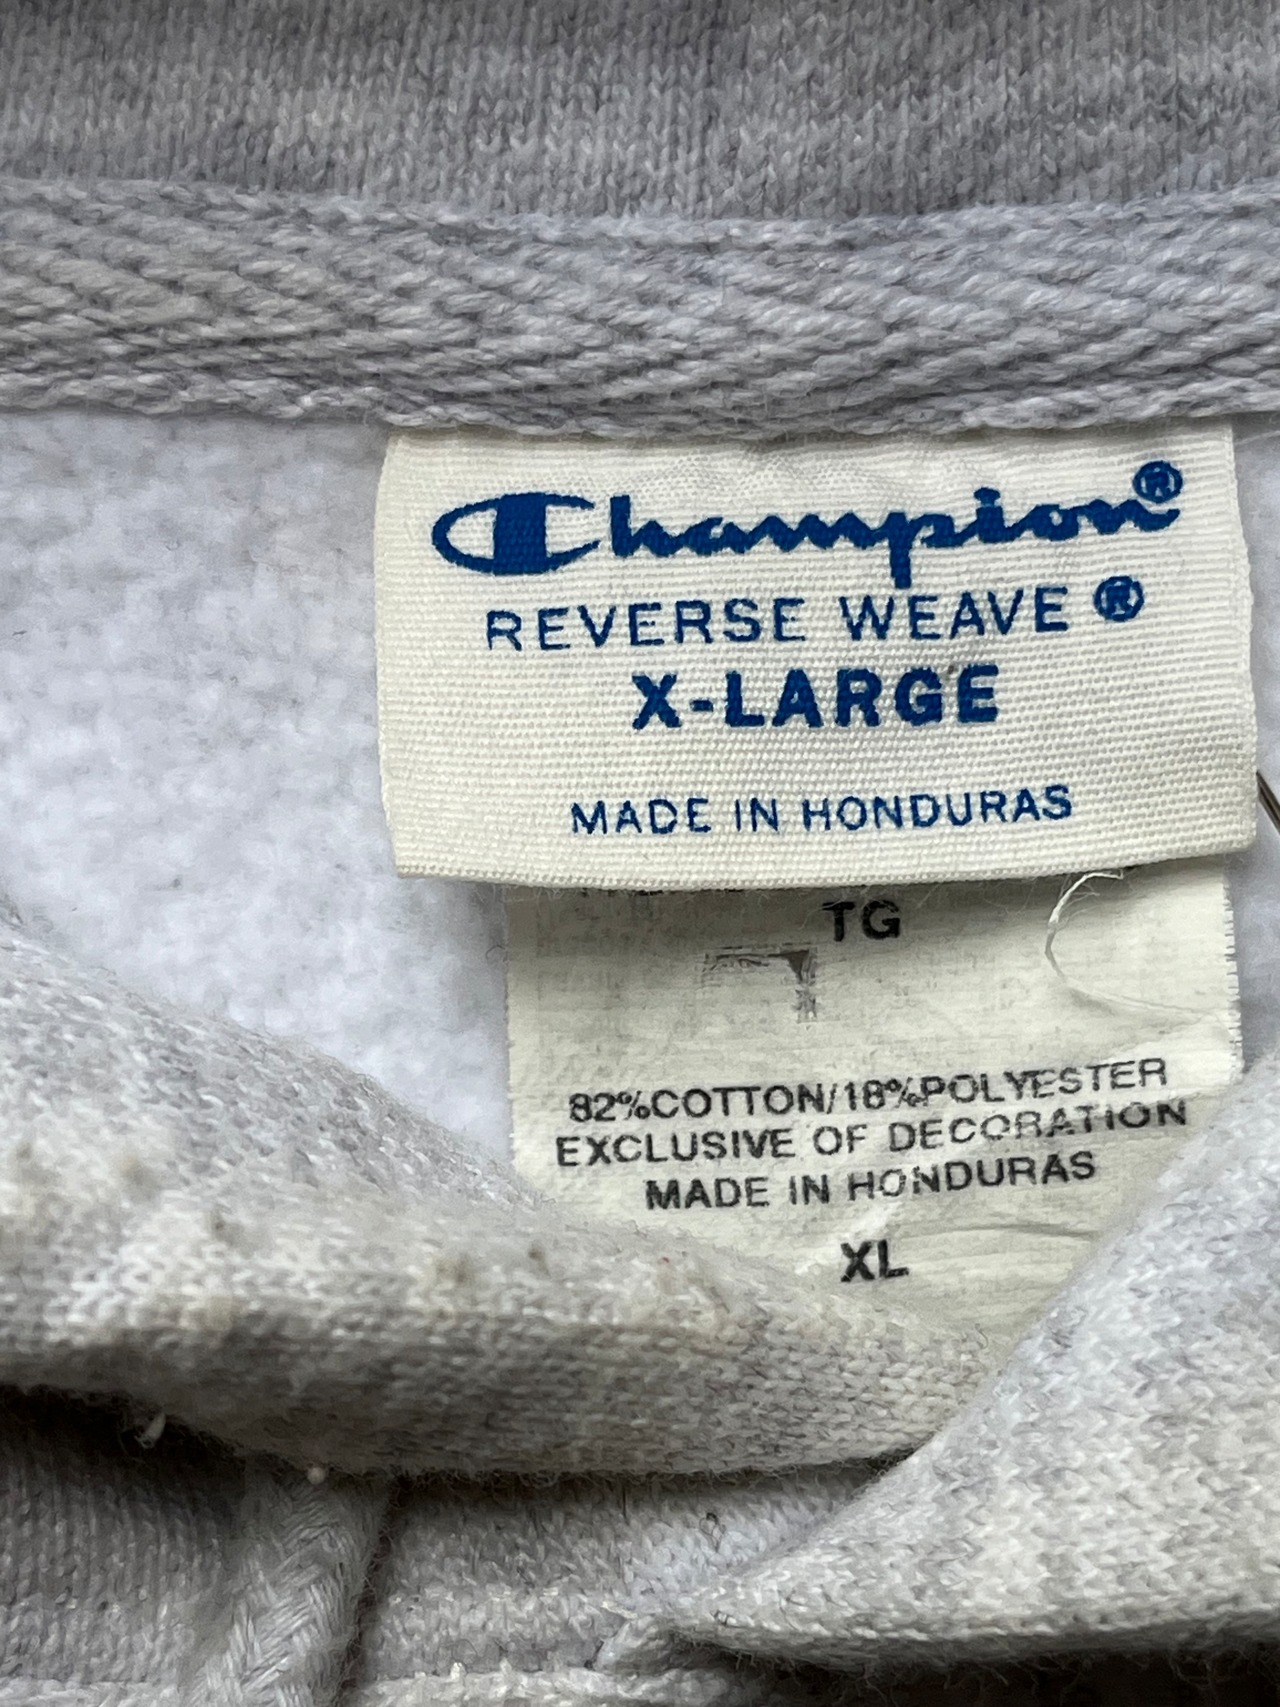 Champion®
REVERSE WEAVE®
X-LARGE
MADE IN HONDURAS
TG
82%COTTON/18%POLYESTER
EXCLUSIVE OF DECORATION
MADE IN HONDURAS
XL